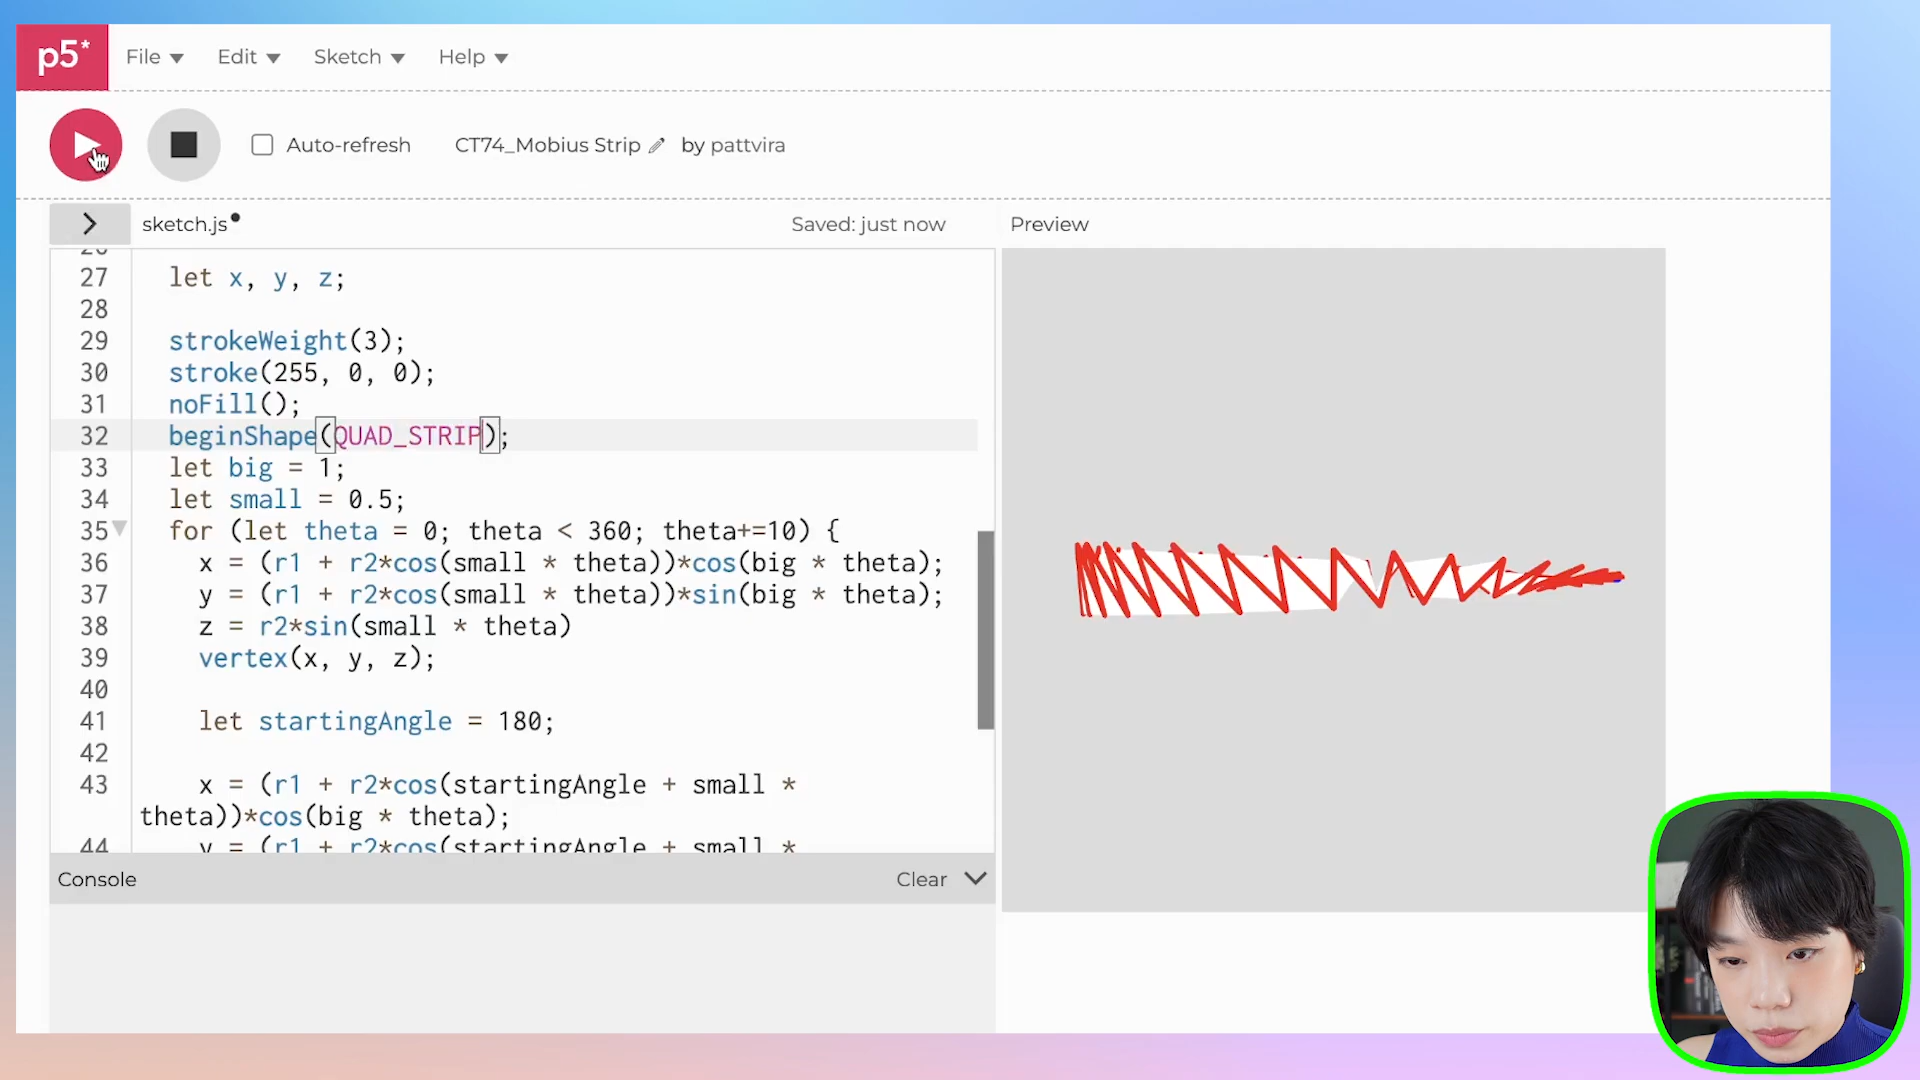 p5*
File
Edit
Sketch
Help
Auto-refresh
CT74_Mobius Strip
by pattvira
sketch.js
Saved: just now
Preview
27 let x, y, z;
28
29 strokeWeight(3);
30 stroke(255, 0, 0);
31 noFill();
32 beginShape(QUAD_STRIP);
33 let big = 1;
34 let small = 0.5;
35 for (let theta = 0; theta < 360; theta+=10) {
36 x = (r1 + r2*cos(small * theta))*cos(big * theta);
37 y = (r1 + r2*cos(small * theta))*sin(big * theta);
38 z = r2*sin(small * theta)
39 vertex(x, y, z);
40
41 let startingAngle = 180;
42
43 x = (r1 + r2*cos(startingAngle + small *
theta))*cos(big * theta);
44 y = (r1 + r2*cos(startingAngle + small *
Console
Clear